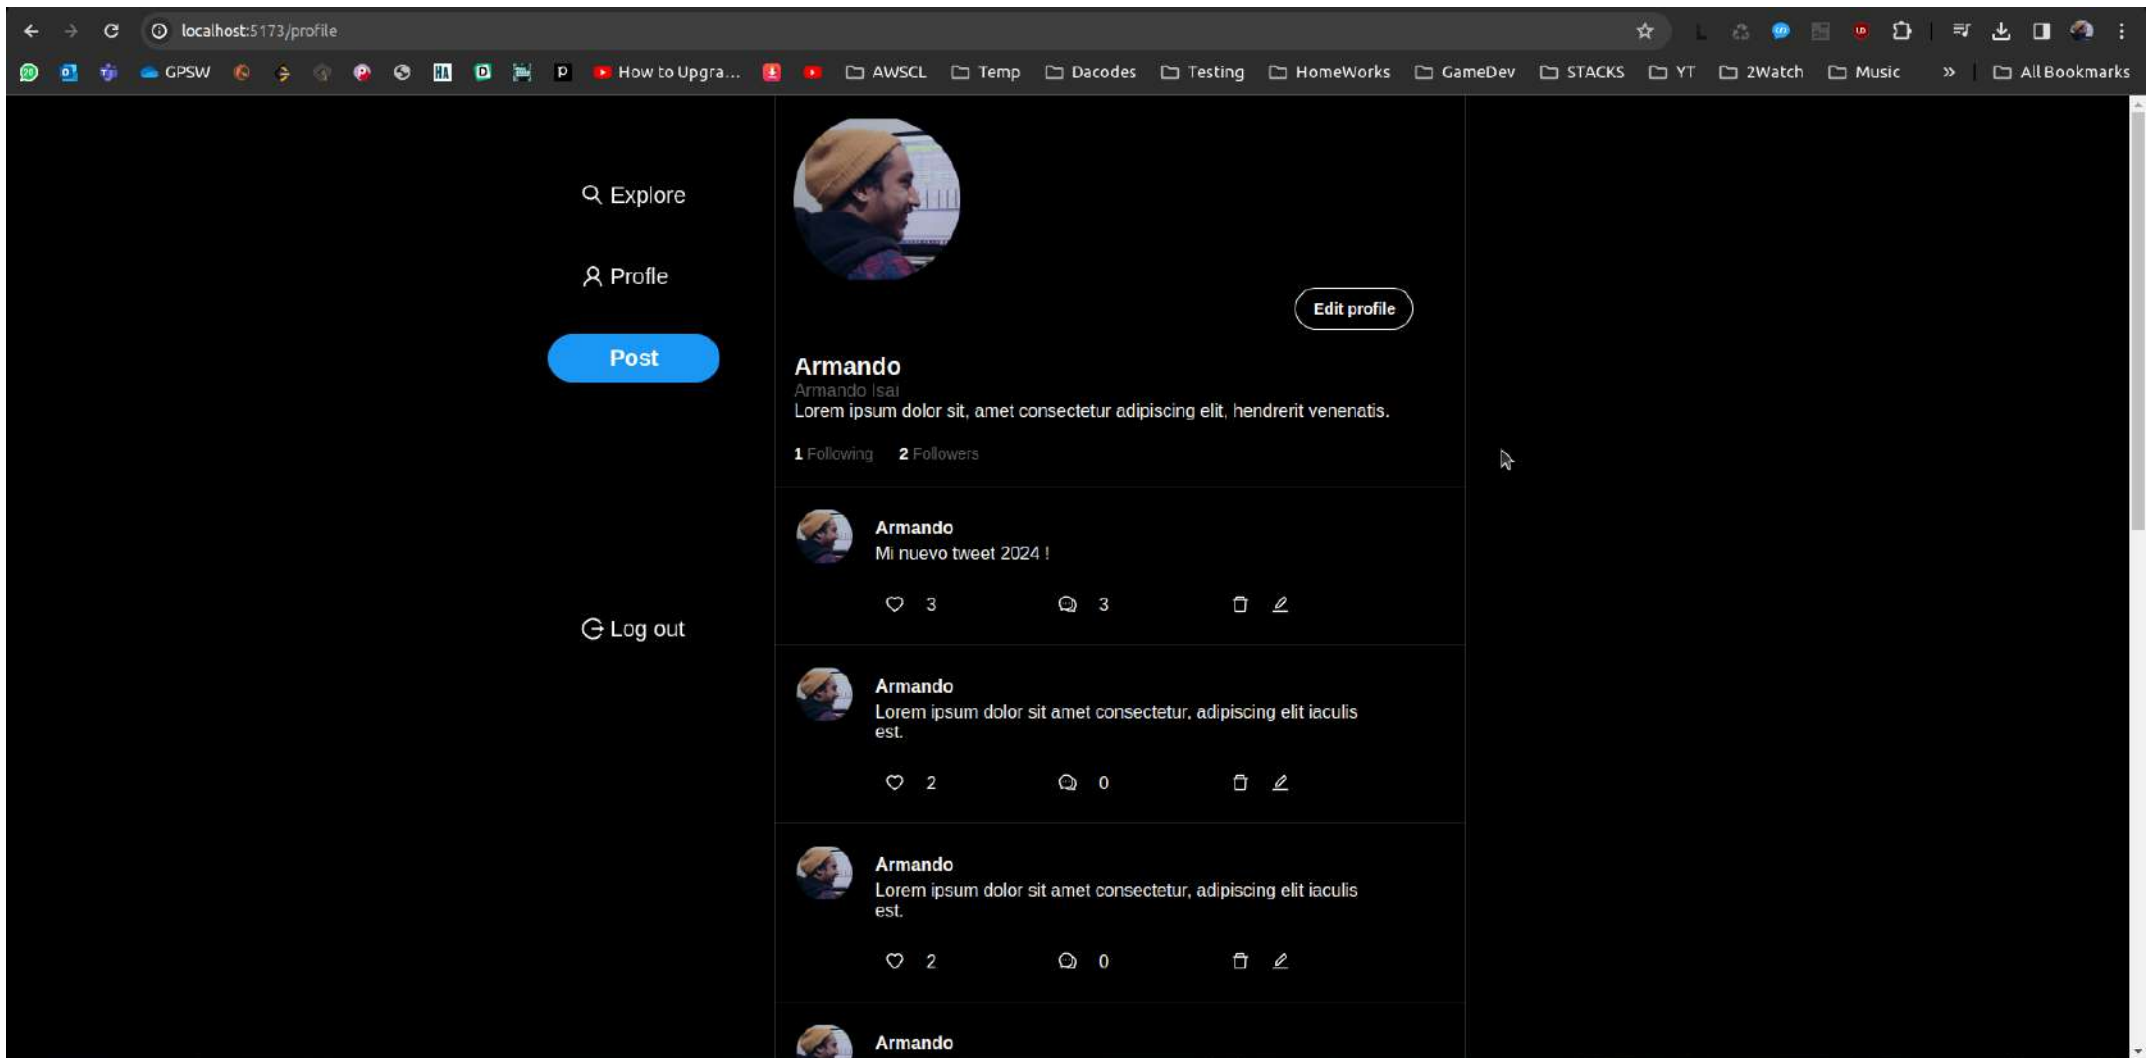 localhost:5173/profile
GPSW
How to Upgra...
AWSCL
Temp
Dacodes
Testing
HomeWorks
GameDev
STACKS
YT
2Watch
Music
»
All Bookmarks
Explore
Profle
Post
Log out
Edit profile
Armando
Armando Isai
Lorem ipsum dolor sit, amet consectetur adipiscing elit, hendrerit venenatis.
1 Following 2 Followers
Armando
Mi nuevo tweet 2024 !
3 3
Armando
Lorem ipsum dolor sit amet consectetur, adipiscing elit iaculis
est.
2 0
Armando
Lorem ipsum dolor sit amet consectetur, adipiscing elit iaculis
est.
2 0
Armando